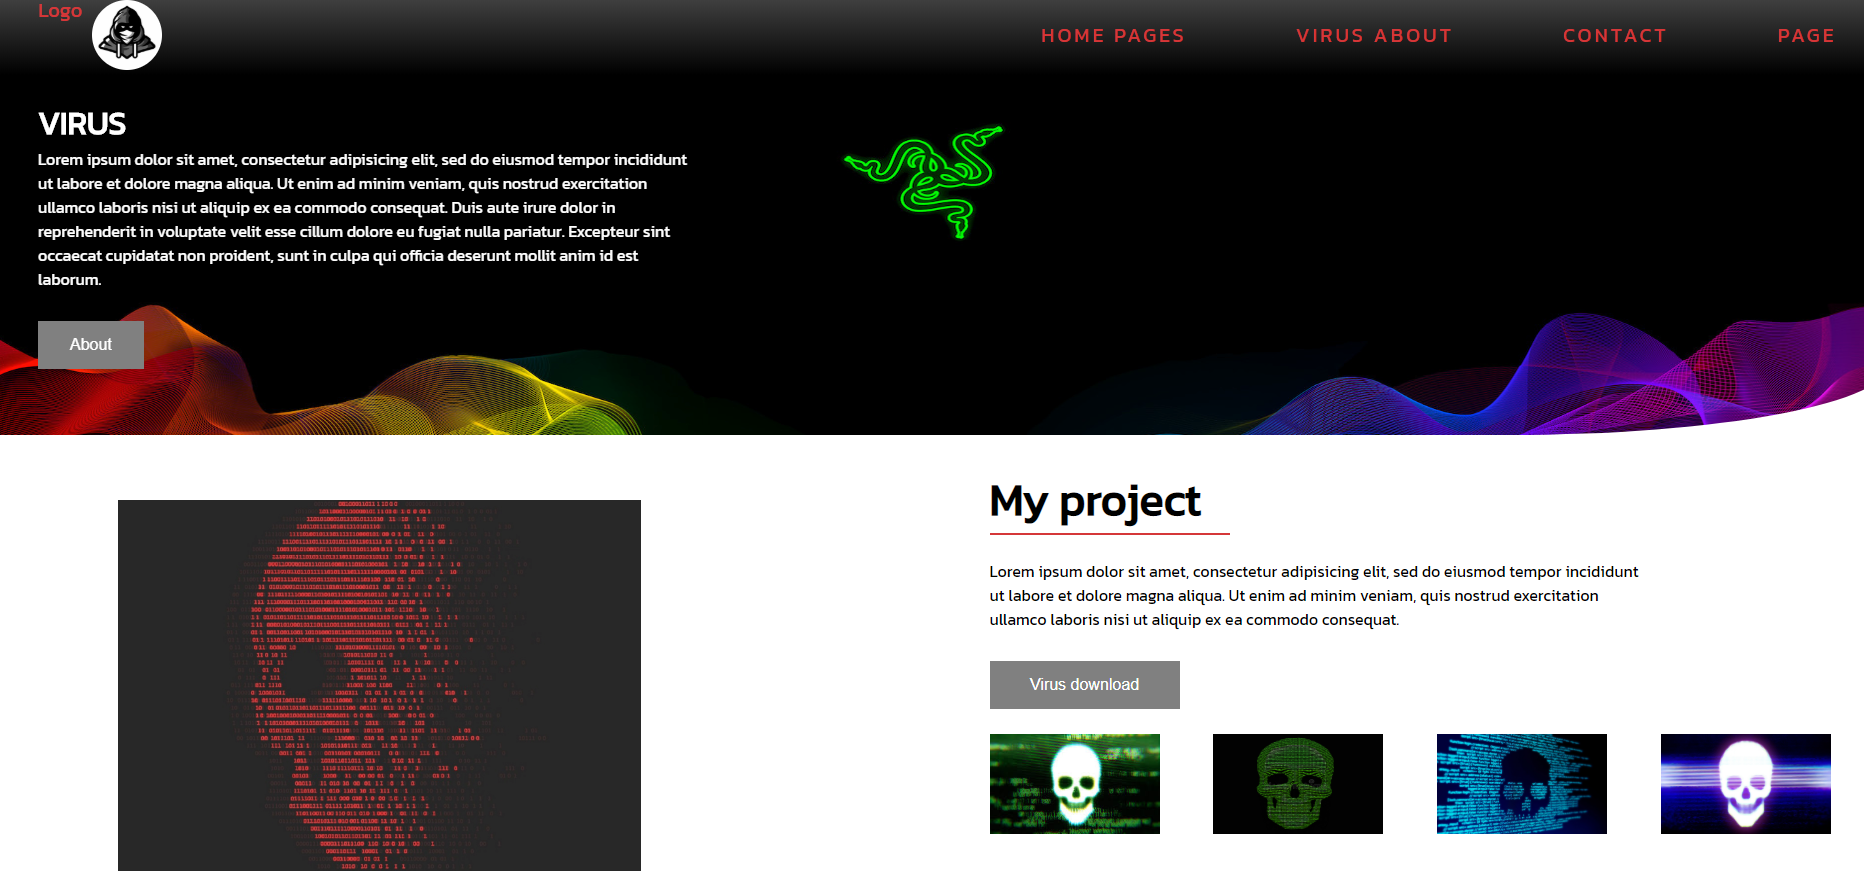 Logo
HOME PAGES
VIRUS ABOUT
CONTACT
PAGE
VIRUS
Lorem ipsum dolor sit amet, consectetur adipisicing elit, sed do eiusmod tempor incididunt
ut labore et dolore magna aliqua. Ut enim ad minim veniam, quis nostrud exercitation
ullamco laboris nisi ut aliquip ex ea commodo consequat. Duis aute irure dolor in
reprehenderit in voluptate velit esse cillum dolore eu fugiat nulla pariatur. Excepteur sint
occaecat cupidatat non proident, sunt in culpa qui officia deserunt mollit anim id est
laborum.
About
My project
Lorem ipsum dolor sit amet, consectetur adipisicing elit, sed do eiusmod tempor incididunt
ut labore et dolore magna aliqua. Ut enim ad minim veniam, quis nostrud exercitation
ullamco laboris nisi ut aliquip ex ea commodo consequat.
Virus download